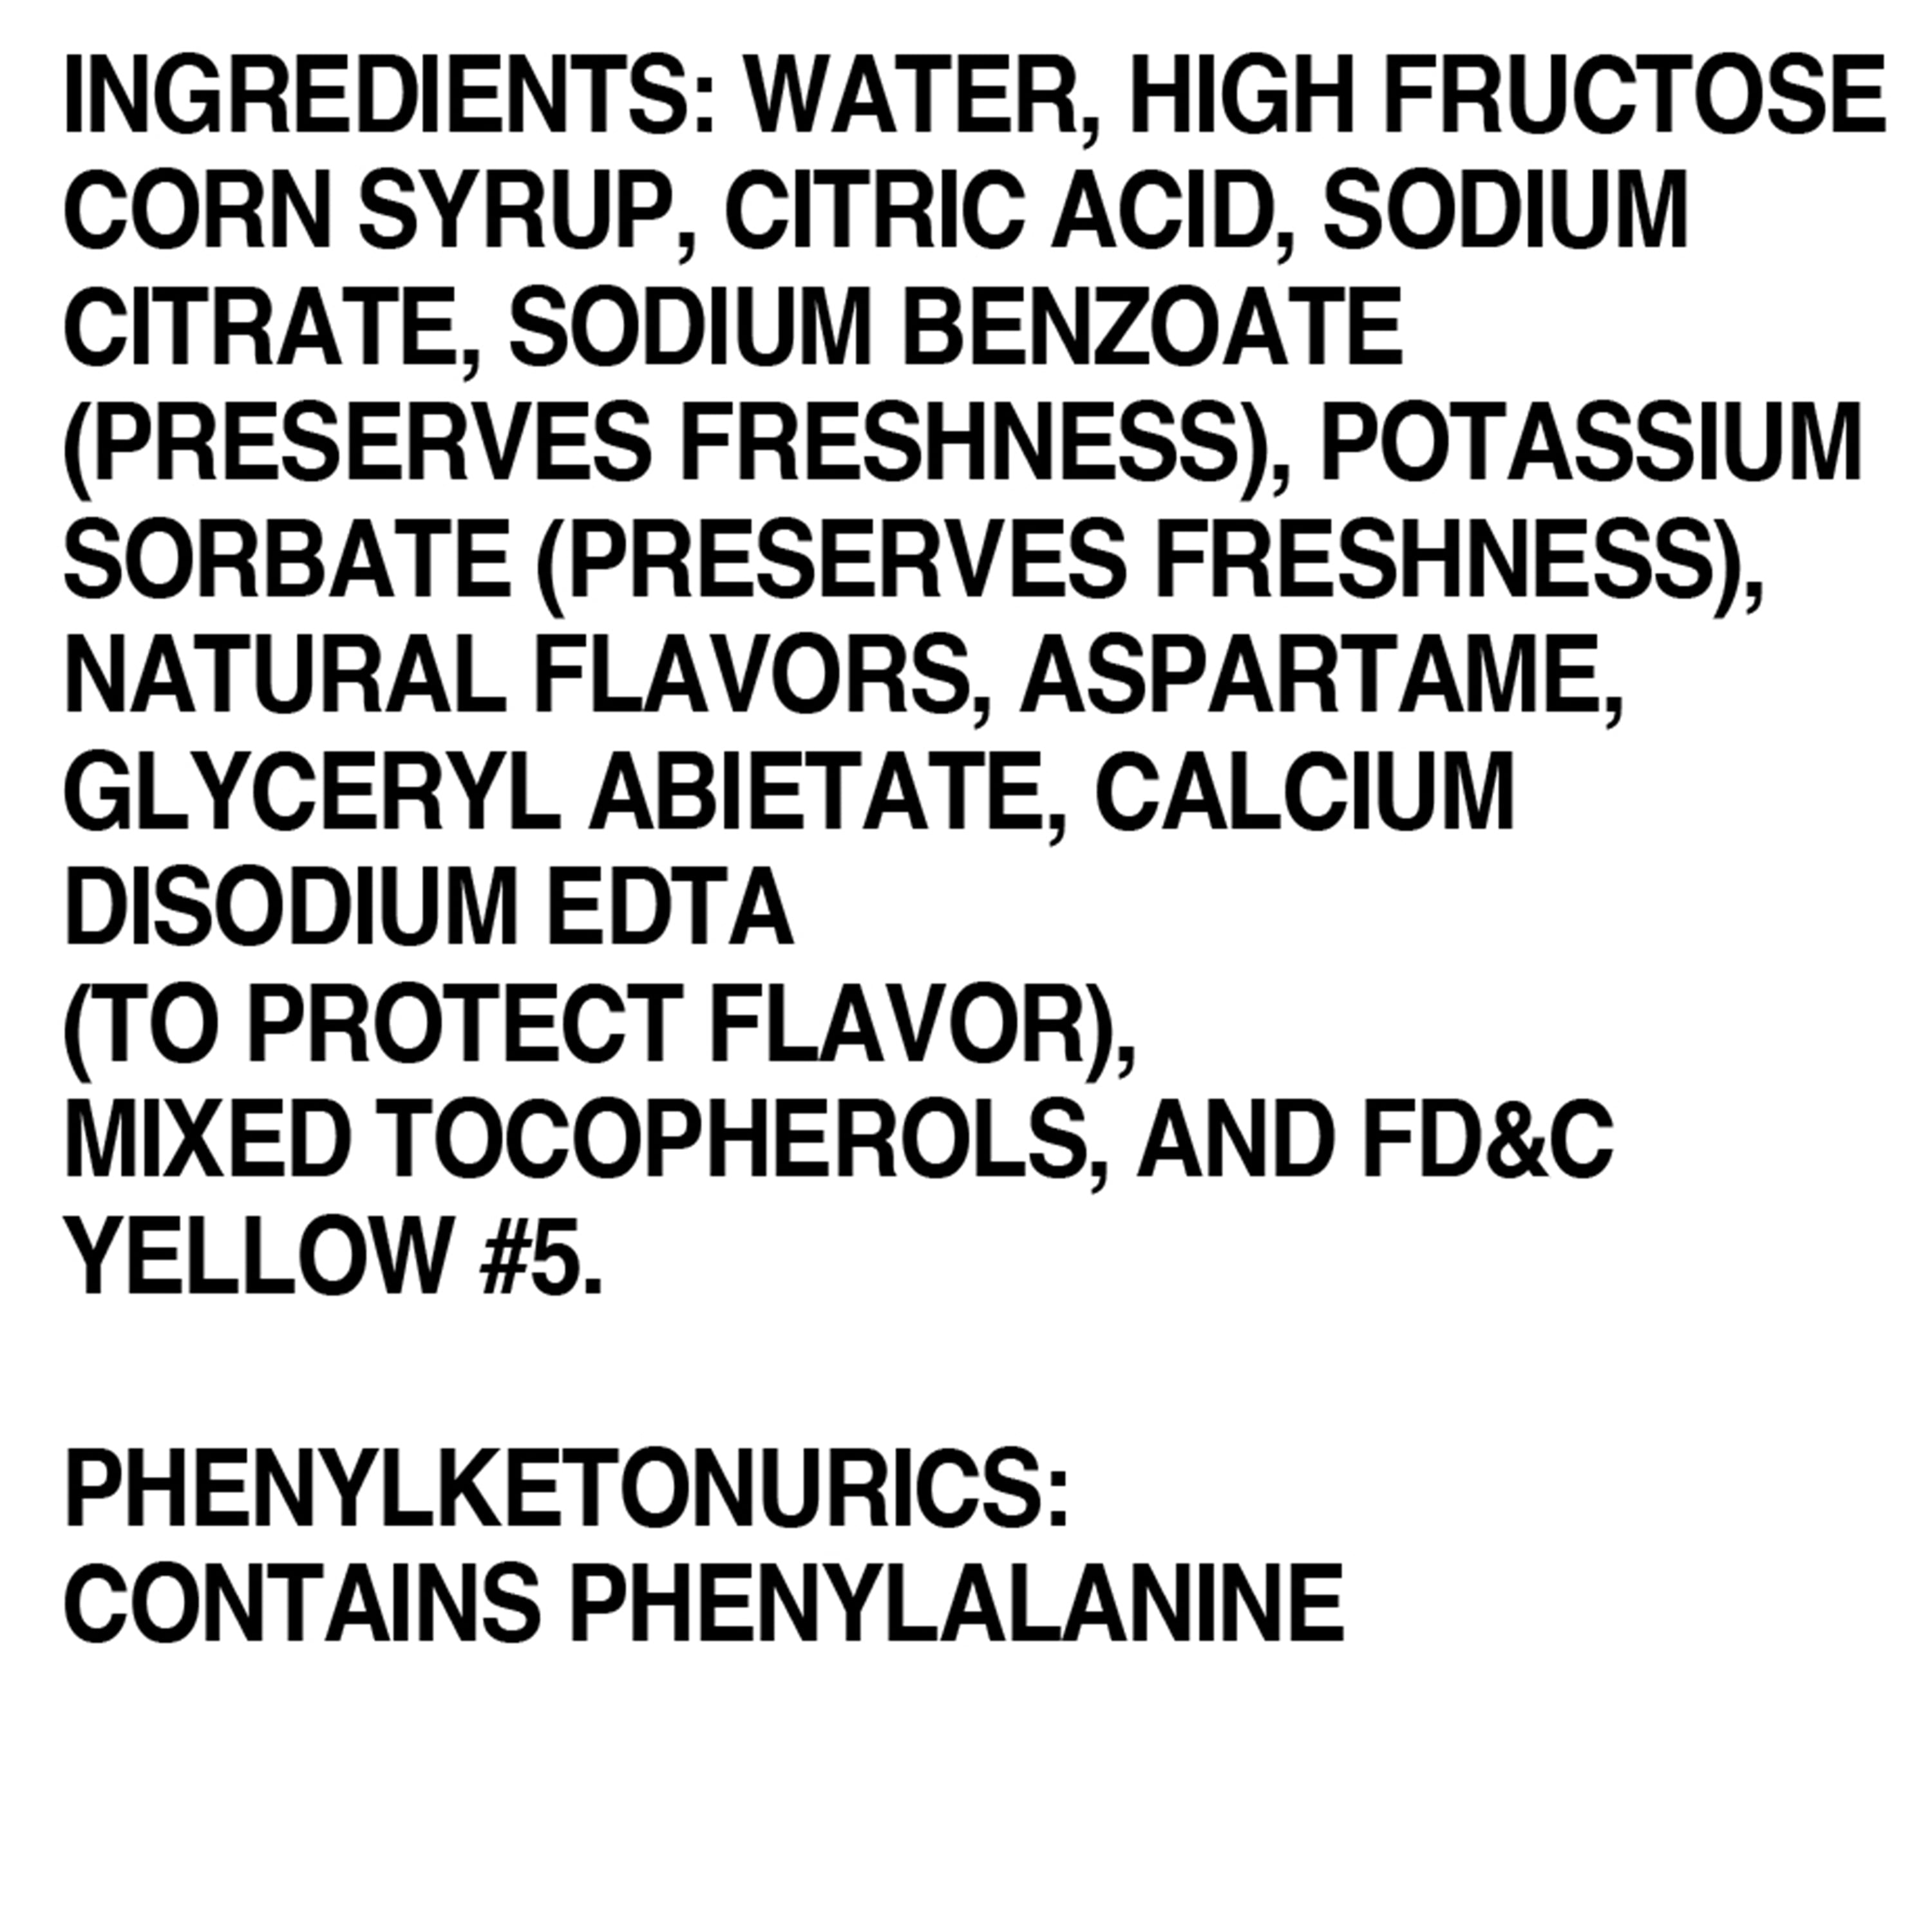 INGREDIENTS: WATER, HIGH FRUCTOSE
CORN SYRUP, CITRIC ACID, SODIUM
CITRATE, SODIUM BENZOATE
(PRESERVES FRESHNESS), POTASSIUM
SORBATE (PRESERVES FRESHNESS),
NATURAL FLAVORS, ASPARTAME,
GLYCERYL ABIETATE, CALCIUM
DISODIUM EDTA
(TO PROTECT FLAVOR),
MIXED TOCOPHEROLS, AND FD&C
YELLOW #5.
PHENYLKETONURICS:
CONTAINS PHENYLALANINE